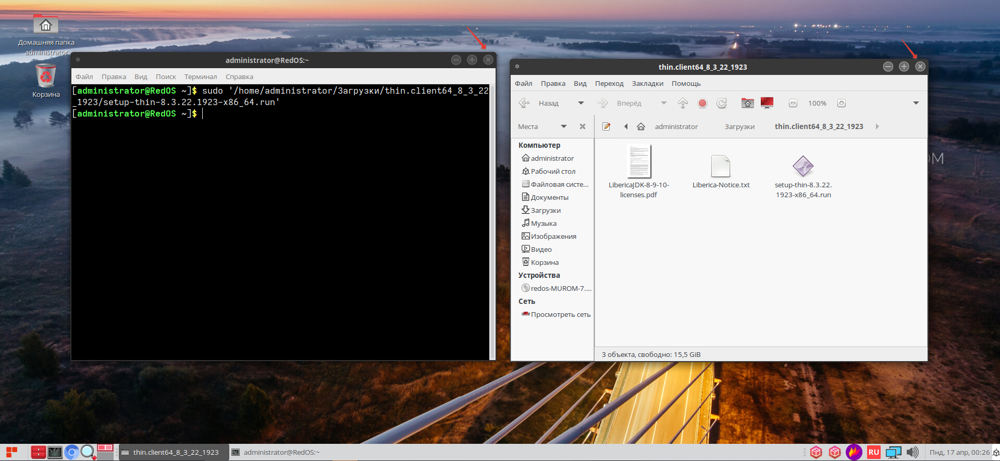 Домашняя папка
administrator
Корзина
administrator@RedOS:~
Файл Правка Вид Поиск Терминал Справка
[administrator@RedOS ~]$ sudo '/home/administrator/Загрузки/thin.client64_8_3_22
_1923/setup-thin-8.3.22.1923-x86_64.run'
[administrator@RedOS ~]$
thin.client64_8_3_22_1923
Файл Правка Вид Переход Закладки Помощь
Назад Вперёд 100%
Места administrator Загрузки thin.client64_8_3_22_1923
Компьютер
administrator
Рабочий стол
Файловая систе...
Документы
Загрузки
Музыка
Изображения
Видео
Корзина
Устройства
redos-MUROM-7....
Сеть
Просмотреть сеть
LibericaJDK-8-9-10-
licenses.pdf
Liberica-Notice.txt
setup-thin-8.3.22.
1923-x86_64.run
3 объекта, свободно: 15,5 GiB
ОМ
thin.client64_8_3_22_1923
administrator@RedOS:~
RU
Пнд, 17 апр, 00:26